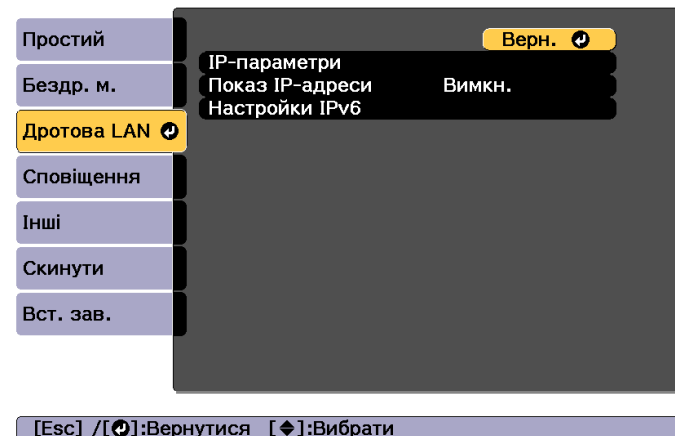 Простий
Бездр. м.
Дротова LAN
Сповіщення
Інші
Скинути
Вст. зав.
Верн.
IP-параметри
Показ IP-адреси Вимкн.
Настройки IPv6
[Esc] /[]:Вернутися []:Вибрати